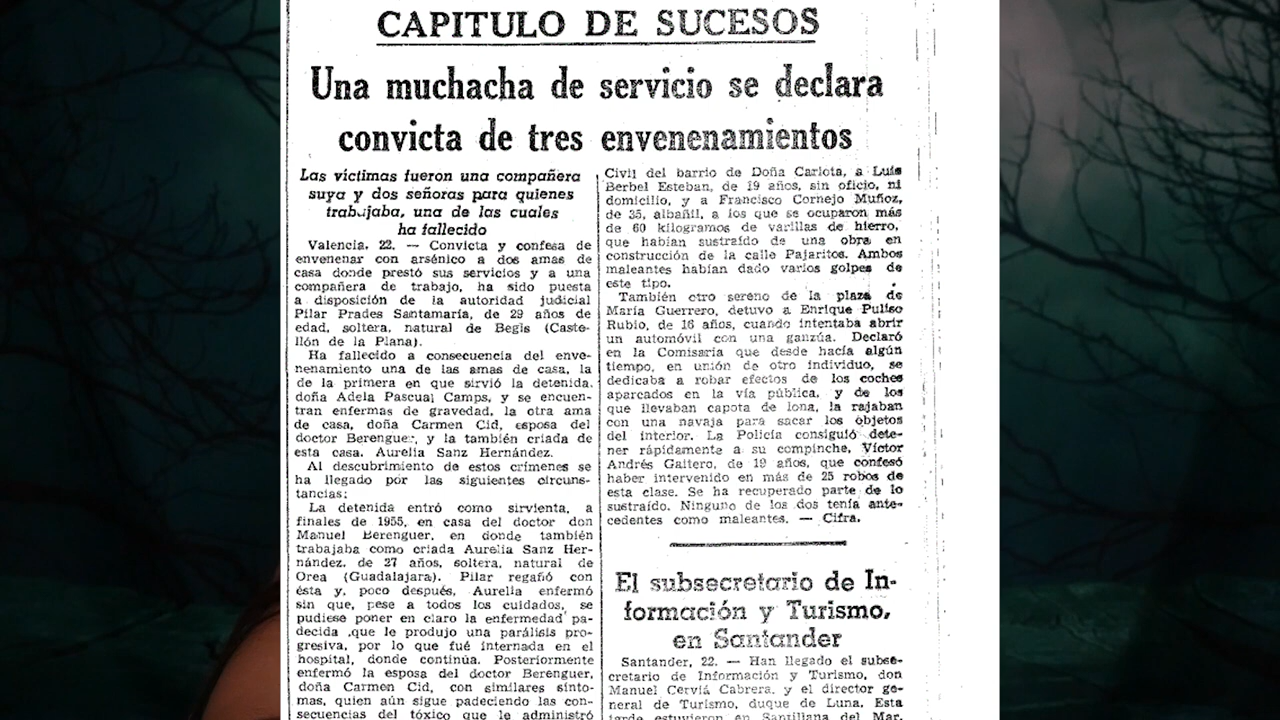 CAPITULO DE SUCESOS
Una muchacha de servicio se declara
convicta de tres envenenamientos
Las víctimas fueron una compañera
suya y dos señoras para quienes
trabajaba, una de las cuales
ha fallecido
Valencia, 22. — Convicta y confesa de
envenenar con arsénico a dos amas de
casa donde prestó sus servicios y a una
compañera de trabajo, ha sido puesta
a disposición de la autoridad judicial
Pilar Prades Santamaría, de 29 años de
edad, soltera, natural de Begís (Caste-
llón de la Plana).
Ha fallecido a consecuencia del enve-
nenamiento una de las amas de casa, la
de la primera en que sirvió la detenida,
doña Adela Pascual Camps, y se encuen-
tran enfermas de gravedad, la otra ama
de casa, doña Carmen Cid, esposa del
doctor Berenguer, y la también criada de
esta casa, Aurelia Sanz Hernández.
Al descubrimiento de estos crímenes se
ha llegado por las siguientes circuns-
tancias:
La detenida entró como sirvienta, a
finales de 1955, en casa del doctor don
Manuel Berenguer, en donde también
trabajaba como criada Aurelia Sanz Her-
nández, de 27 años, soltera, natural de
Orea (Guadalajara). Pilar regañó con
ésta y, poco después, Aurelia enfermó
sin que, pese a todos los cuidados, se
pudiese poner en claro la enfermedad pa-
decida ,que le produjo una parálisis pro-
gresiva, por lo que fué internada en el
hospital, donde continúa. Posteriormente
enfermó la esposa del doctor Berenguer,
doña Carmen Cid, con similares sínto-
mas, quien aún sigue padeciendo las con-
secuencias del tóxico que le administró
Civil del barrio de Doña Carlota, a Luis
Berbel Esteban, de 19 años, sin oficio, ni
domicilio, y a Francisco Cornejo Muñoz,
de 35, albañil, a los que se ocuparon más
de 60 kilogramos de varillas de hierro,
que habían sustraído de una obra en
construcción de la calle Pajaritos. Ambos
maleantes habían dado varios golpes de
este tipo.
También otro sereno de la plaza de
María Guerrero, detuvo a Enrique Puliso
Rubio, de 16 años, cuando intentaba abrir
un automóvil con una ganzúa. Declaró
en la Comisaría que desde hacía algún
tiempo, en unión de otro individuo, se
dedicaba a robar efectos de los coches
aparcados en la vía pública, y de los
que llevaban capota de lona, la rajaban
con una navaja para sacar los objetos
del interior. La Policía consiguió dete-
ner rápidamente a su compinche, Víctor
Andrés Gaitero, de 19 años, que confesó
haber intervenido en más de 25 robos de
esta clase. Se ha recuperado parte de lo
sustraído. Ninguno de los dos tenía ante-
cedentes como maleantes. — Cifra.
El subsecretario de In-
formación y Turismo,
en Santander
Santander, 22. — Han llegado el subse-
cretario de Información y Turismo, don
Manuel Cerviá Cabrera, y el director ge-
neral de Turismo, duque de Luna. Esta
tarde estuvieron en Santillana del Mar,